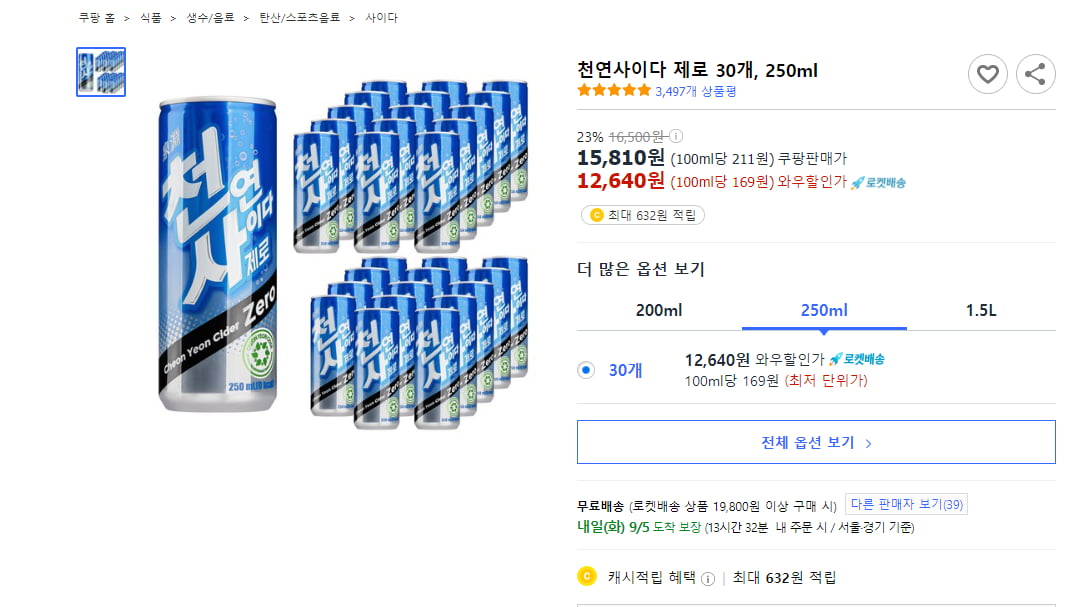 쿠팡 홈 > 식품 > 생수/음료 > 탄산/스포츠음료 > 사이다
천연사이다 제로 30개, 250ml
3,497개 상품평
23% 16,500원
15,810원 (100ml당 211원) 쿠팡판매가
12,640원 (100ml당 169원) 와우할인가 로켓배송
최대 632원 적립
더 많은 옵션 보기
200ml 250ml 1.5L
30개
12,640원 와우할인가 로켓배송
100ml당 169원 (최저 단위가)
전체 옵션 보기 >
무료배송 (로켓배송 상품 19,800원 이상 구매 시) 다른 판매자 보기(39)
내일(화) 9/5 도착 보장 (13시간 32분 내 주문 시 / 서울⋅경기 기준)
캐시적립 혜택 | 최대 632원 적립
천연
사이다
제로
Zero
Cheon Yeon Cider
250 ml/0 kcal